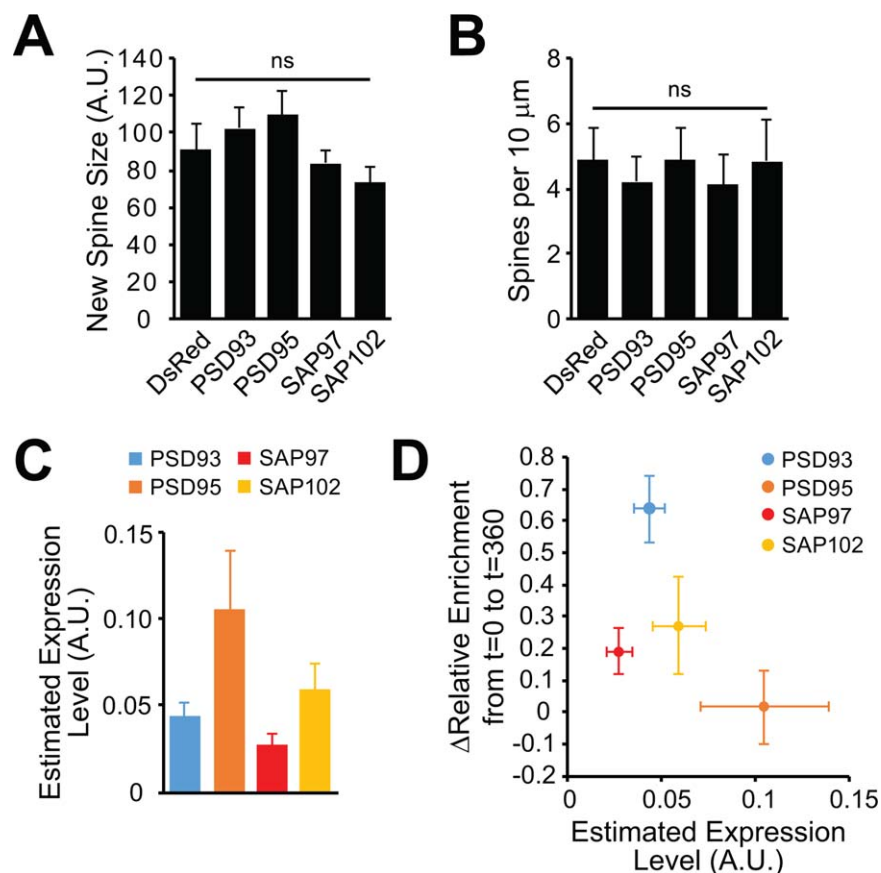 A
New Spine Size (A.U.)
140
120
100
80
60
40
20
0
ns
DsRed
PSD93
PSD95
SAP97
SAP102
B
Spines per 10 μm
8
6
4
2
0
ns
DsRed
PSD93
PSD95
SAP97
SAP102
C
PSD93
SAP97
PSD95
SAP102
Estimated Expression
Level (A.U.)
0.15
0.10
0.05
0
D
ΔRelative Enrichment
from t=0 to t=360
0.8
0.7
0.6
0.5
0.4
0.3
0.2
0.1
0
-0.1
-0.2
PSD93
PSD95
SAP97
SAP102
0
0.05
0.1
0.15
Estimated Expression
Level (A.U.)